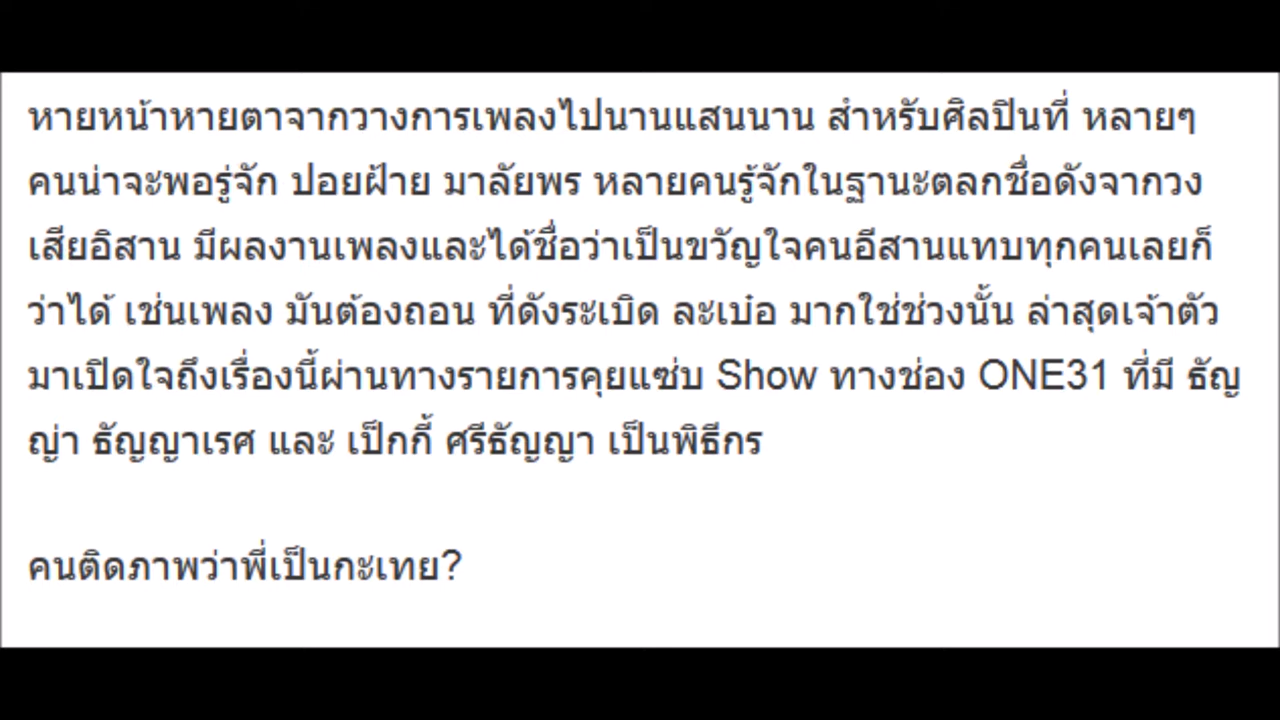 หายหน้าหายตาจากวางการเพลงไปนานแสนนาน สำหรับศิลปินที่ หลายๆ
คนน่าจะพอรู่จัก ปอยฝ้าย มาลัยพร หลายคนรู้จักในฐานะตลกชื่อดังจากวง
เสียอิสาน มีผลงานเพลงและได้ชื่อว่าเป็นขวัญใจคนอีสานแทบทุกคนเลยก็
ว่าได้ เช่นเพลง มันต้องถอน ที่ดังระเบิด ละเบ๋อ มากใช่ช่วงนั้น ล่าสุดเจ้าตัว
มาเปิดใจถึงเรื่องนี้ผ่านทางรายการคุยแซ่บ Show ทางช่อง ONE31 ที่มี ธัญ
ญ่า ธัญญาเรศ และ เป็กกี้ ศรีธัญญา เป็นพิธีกร
คนติดภาพว่าพี่เป็นกะเทย?